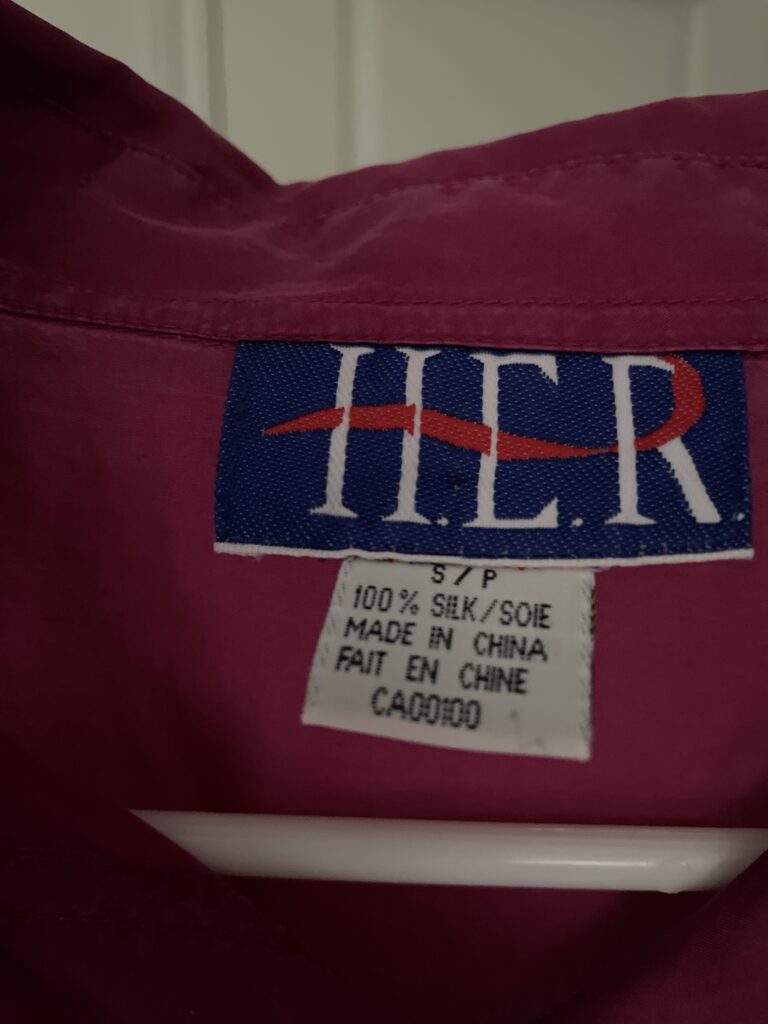 H.E.R.
S / P
100% SILK/SOIE
MADE IN CHINA
FAIT EN CHINE
CA00100